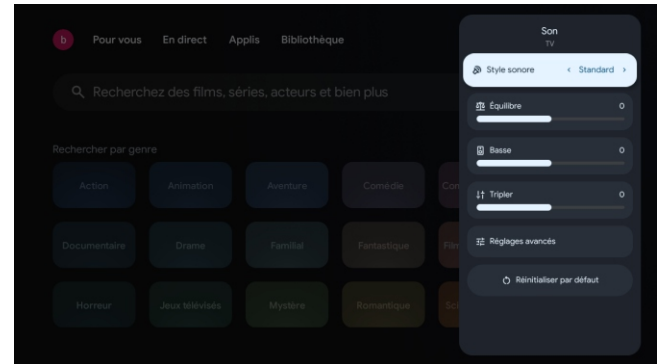 b Pour vous En direct Applis Bibliothèque
Recherchez des films, séries, acteurs et bien plus
Rechercher par genre
Action Animation Aventure Comédie
Documentaire Drame Familial Fantastique
Horreur Jeux télévisés Mystère Romantique
Son
TV
Style sonore < Standard >
Équilibre 0
Basse 0
Tripler 0
Réglages avancés
Réinitialiser par défaut